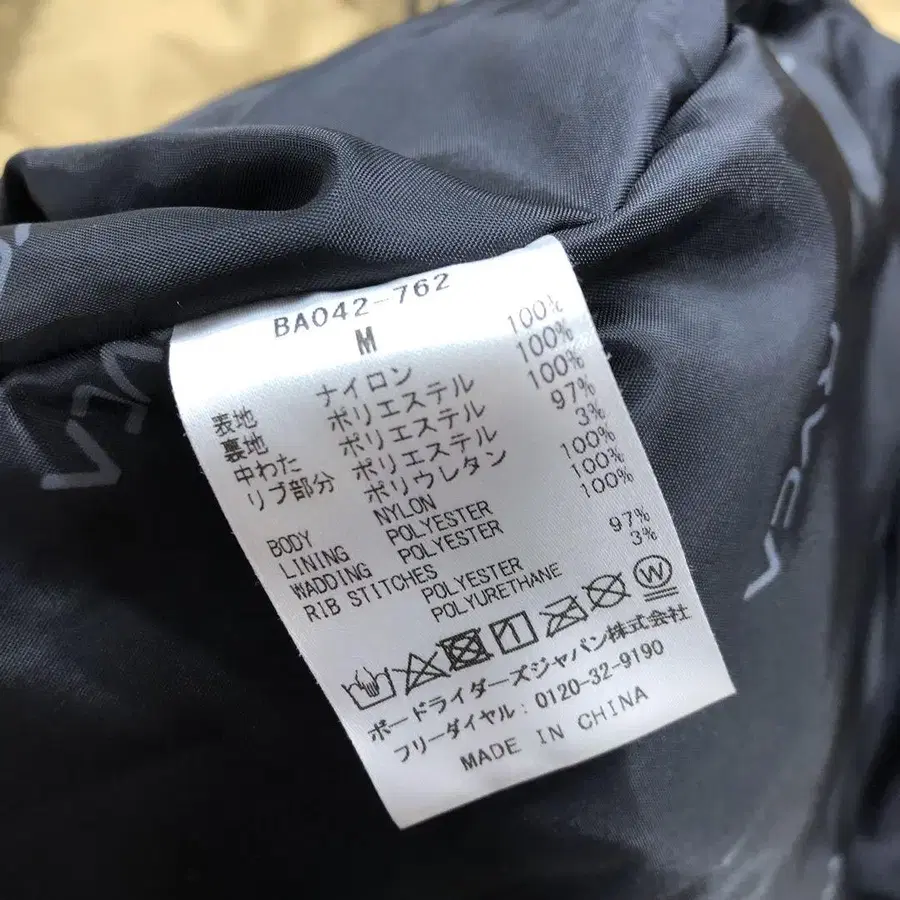 BA042-762
M
表地 ナイロン 100%
裏地 ポリエステル 100%
中わた ポリエステル 100%
リブ部分 ポリエステル 97%
ポリウレタン 3%
BODY NYLON 100%
LINING POLYESTER 100%
WADDING POLYESTER 100%
RIB STITCHES POLYESTER 97%
POLYURETHANE 3%
W
ボードライダーズジャパン株式会社
フリーダイヤル：0120-32-9190
MADE IN CHINA
RVCA